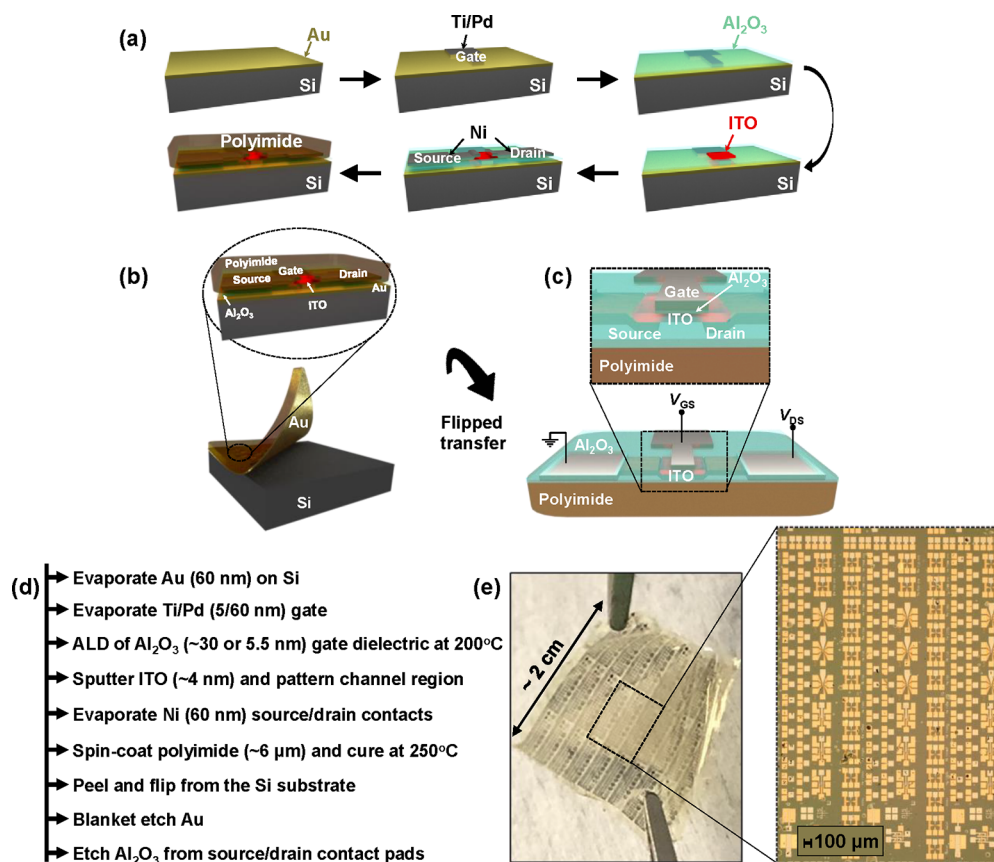 (a)
Au
Si
Ti/Pd
Gate
Si
Al₂O₃
Si
Polyimide
Si
Ni
Source
Drain
Si
ITO
Si
(b)
Polyimide
Gate
Source
Drain
Au
Al₂O₃
ITO
Au
Si
Flipped
transfer
(c)
Al₂O₃
Gate
ITO
Source
Drain
Polyimide
V_GS
V_DS
Al₂O₃
ITO
Polyimide
(d)
Evaporate Au (60 nm) on Si
Evaporate Ti/Pd (5/60 nm) gate
ALD of Al₂O₃ (~30 or 5.5 nm) gate dielectric at 200°C
Sputter ITO (~4 nm) and pattern channel region
Evaporate Ni (60 nm) source/drain contacts
Spin-coat polyimide (~6 μm) and cure at 250°C
Peel and flip from the Si substrate
Blanket etch Au
Etch Al₂O₃ from source/drain contact pads
(e)
~ 2 cm
100 μm